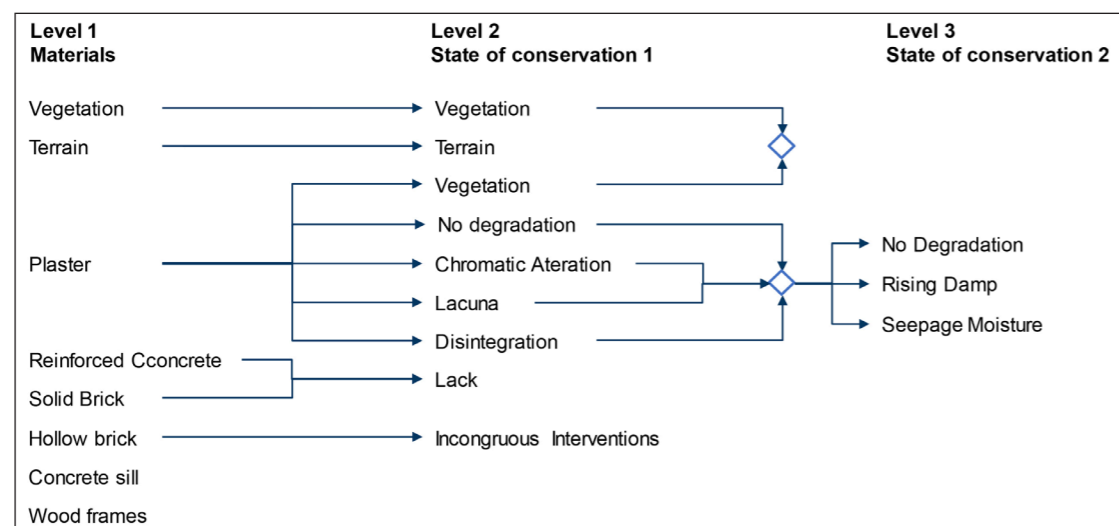 Level 1
Materials
Level 2
State of conservation 1
Level 3
State of conservation 2
Vegetation
Vegetation
Terrain
Terrain
Vegetation
No degradation
No Degradation
Plaster
Chromatic Ateration
Rising Damp
Lacuna
Seepage Moisture
Disintegration
Reinforced Cconcrete
Lack
Solid Brick
Hollow brick
Incongruous Interventions
Concrete sill
Wood frames